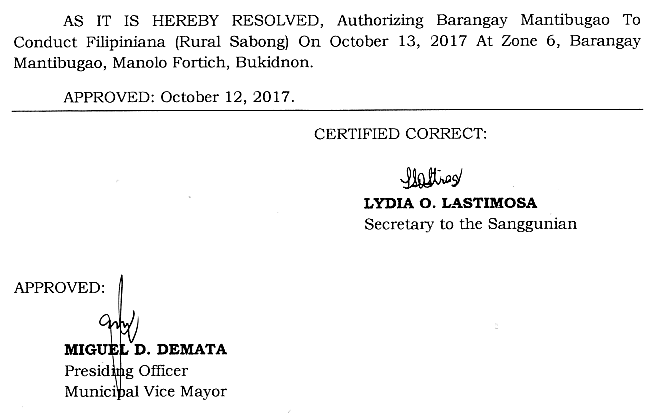 AS IT IS HEREBY RESOLVED, Authorizing Barangay Mantibugao To
Conduct Filipiniana (Rural Sabong) On October 13, 2017 At Zone 6, Barangay
Mantibugao, Manolo Fortich, Bukidnon.
APPROVED: October 12, 2017.
CERTIFIED CORRECT:
LYDIA O. LASTIMOSA
Secretary to the Sanggunian
APPROVED:
MIGUEL D. DEMATA
Presiding Officer
Municipal Vice Mayor